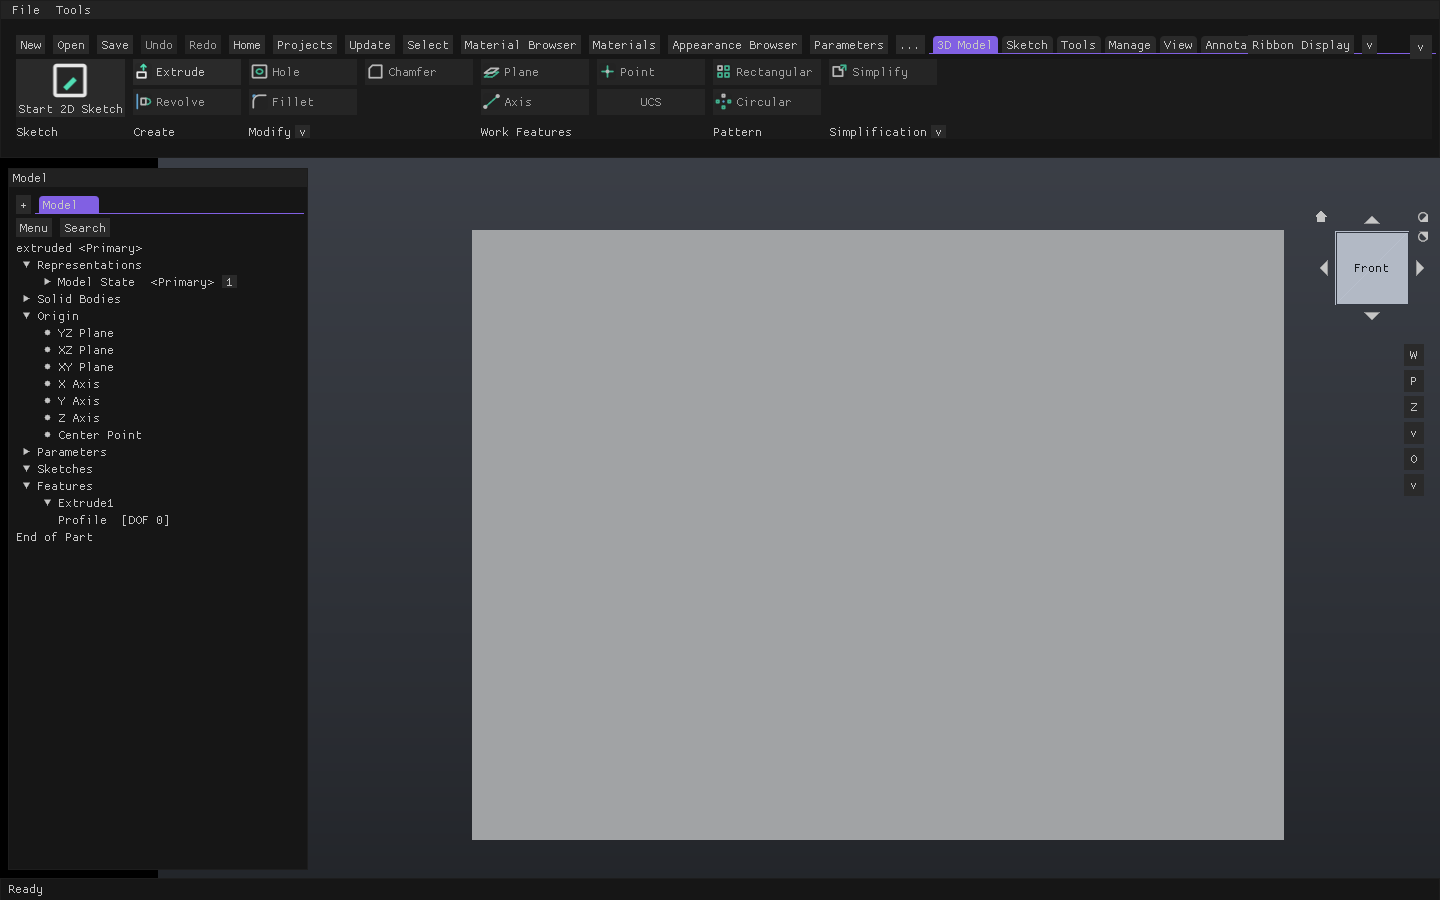 File Tools
New Open Save Undo Redo Home Projects Update Select Material Browser Materials Appearance Browser Parameters ... 3D Model Sketch Tools Manage View Annota Ribbon Display v v
Start 2D Sketch
Extrude Hole Chamfer Plane Point Rectangular Simplify
Revolve Fillet Axis UCS Circular
Sketch Create Modify v Work Features Pattern Simplification v
Model
+ Model
Menu Search
extruded <Primary>
Representations
Model State <Primary> 1
Solid Bodies
Origin
YZ Plane
XZ Plane
XY Plane
X Axis
Y Axis
Z Axis
Center Point
Parameters
Sketches
Features
Extrude1
Profile [DOF 0]
End of Part
Front
W
P
Z
v
O
v
Ready